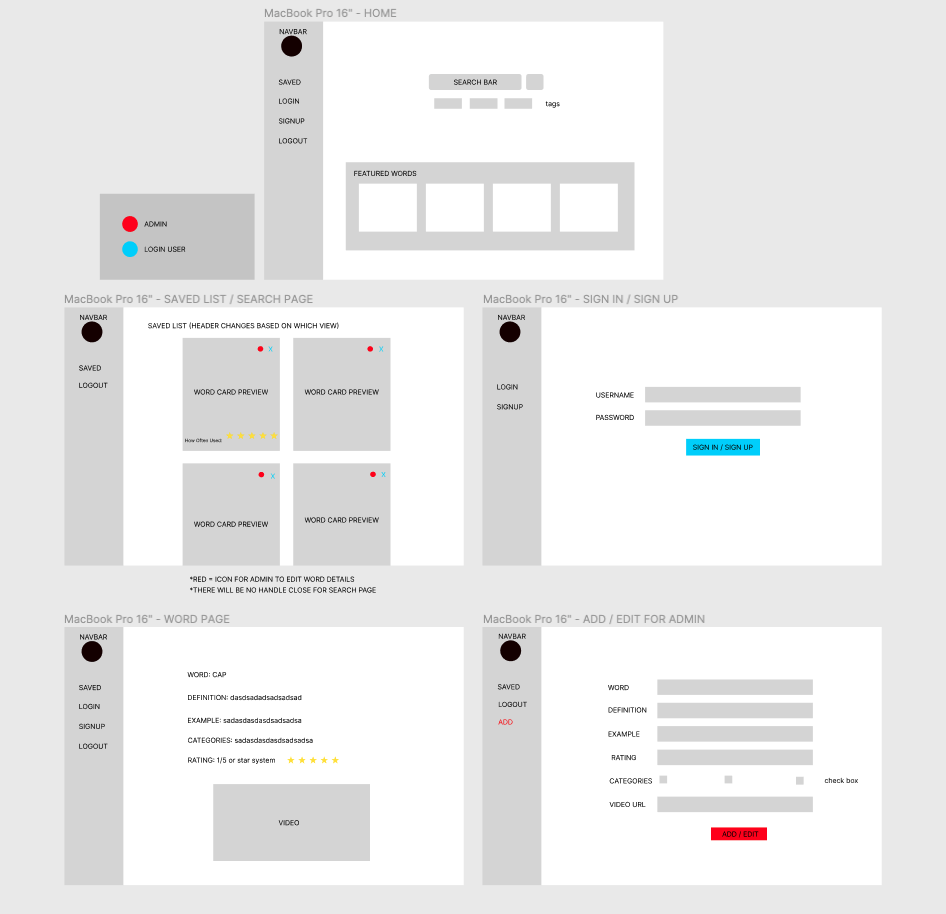 MacBook Pro 16" - HOME
NAVBAR
SAVED
LOGIN
SIGNUP
LOGOUT
SEARCH BAR
tags
FEATURED WORDS
ADMIN
LOGIN USER
MacBook Pro 16" - SAVED LIST / SEARCH PAGE
NAVBAR
SAVED
LOGOUT
SAVED LIST (HEADER CHANGES BASED ON WHICH VIEW)
X
WORD CARD PREVIEW
How Often Used:
X
WORD CARD PREVIEW
X
WORD CARD PREVIEW
X
WORD CARD PREVIEW
*RED = ICON FOR ADMIN TO EDIT WORD DETAILS
*THERE WILL BE NO HANDLE CLOSE FOR SEARCH PAGE
MacBook Pro 16" - SIGN IN / SIGN UP
NAVBAR
LOGIN
SIGNUP
USERNAME
PASSWORD
SIGN IN / SIGN UP
MacBook Pro 16" - WORD PAGE
NAVBAR
SAVED
LOGIN
SIGNUP
LOGOUT
WORD: CAP
DEFINITION: dasdsadadsadsadsad
EXAMPLE: sadasdasdasdsadsadsa
CATEGORIES: sadasdasdasdsadsadsa
RATING: 1/5 or star system
VIDEO
MacBook Pro 16" - ADD / EDIT FOR ADMIN
NAVBAR
SAVED
LOGOUT
ADD
WORD
DEFINITION
EXAMPLE
RATING
CATEGORIES
check box
VIDEO URL
ADD / EDIT